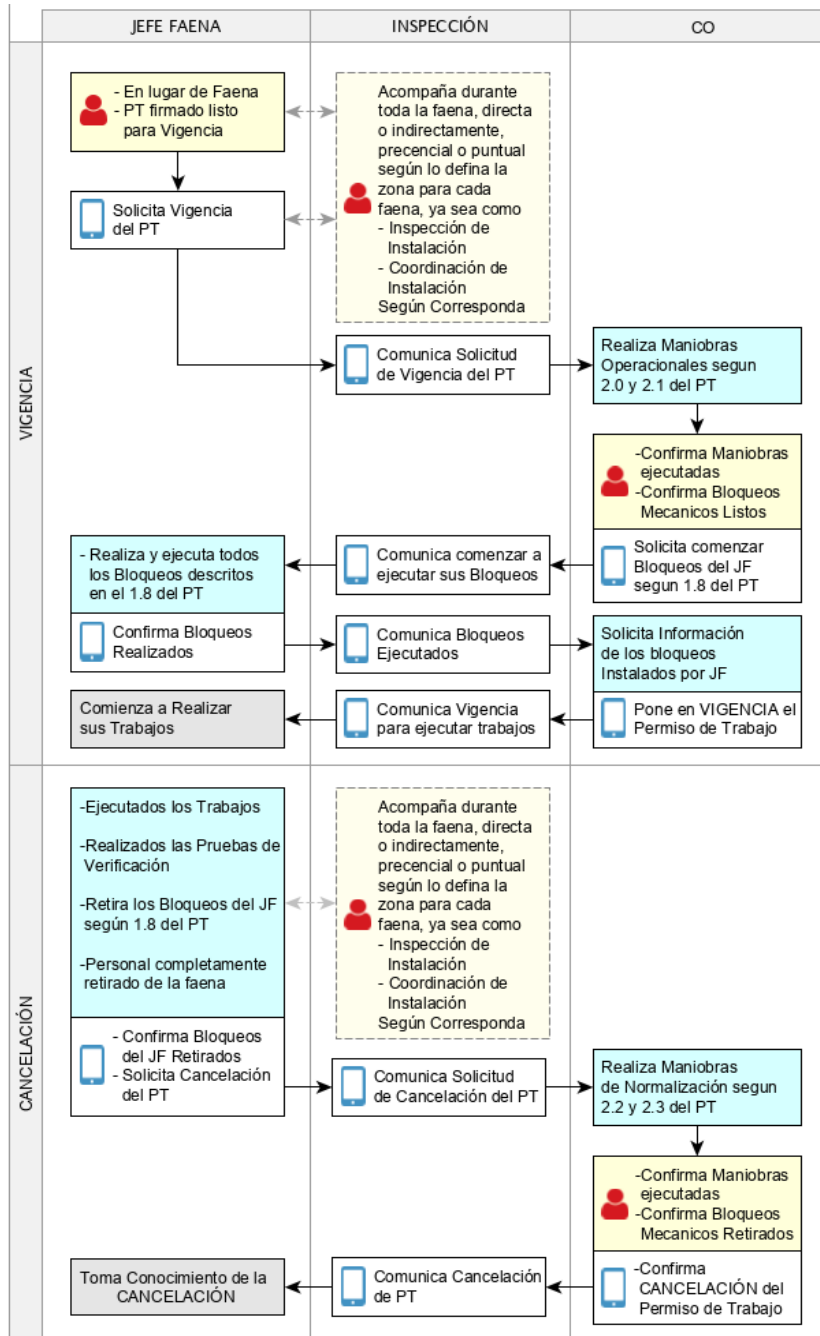 JEFE FAENA
INSPECCIÓN
CO
VIGENCIA
- En lugar de Faena
- PT firmado listo
para Vigencia
Acompaña durante
toda la faena, directa
o indirectamente,
precencial o puntual
según lo defina la
zona para cada
faena, ya sea como
- Inspección de
Instalación
- Coordinación de
Instalación
Según Corresponda
Solicita Vigencia
del PT
Comunica Solicitud
de Vigencia del PT
Realiza Maniobras
Operacionales segun
2.0 y 2.1 del PT
-Confirma Maniobras
ejecutadas
-Confirma Bloqueos
Mecanicos Listos
Solicita comenzar
Bloqueos del JF
segun 1.8 del PT
Comunica comenzar a
ejecutar sus Bloqueos
- Realiza y ejecuta todos
los Bloqueos descritos
en el 1.8 del PT
Confirma Bloqueos
Realizados
Comunica Bloqueos
Ejecutados
Solicita Información
de los bloqueos
Instalados por JF
Pone en VIGENCIA el
Permiso de Trabajo
Comunica Vigencia
para ejecutar trabajos
Comienza a Realizar
sus Trabajos
CANCELACIÓN
-Ejecutados los Trabajos
-Realizados las Pruebas de
Verificación
-Retira los Bloqueos del JF
según 1.8 del PT
-Personal completamente
retirado de la faena
Acompaña durante
toda la faena, directa
o indirectamente,
precencial o puntual
según lo defina la
zona para cada
faena, ya sea como
- Inspección de
Instalación
- Coordinación de
Instalación
Según Corresponda
- Confirma Bloqueos
del JF Retirados
- Solicita Cancelación
del PT
Comunica Solicitud
de Cancelación del PT
Realiza Maniobras
de Normalización segun
2.2 y 2.3 del PT
-Confirma Maniobras
ejecutadas
-Confirma Bloqueos
Mecanicos Retirados
-Confirma
CANCELACIÓN del
Permiso de Trabajo
Comunica Cancelación
de PT
Toma Conocimiento de la
CANCELACIÓN